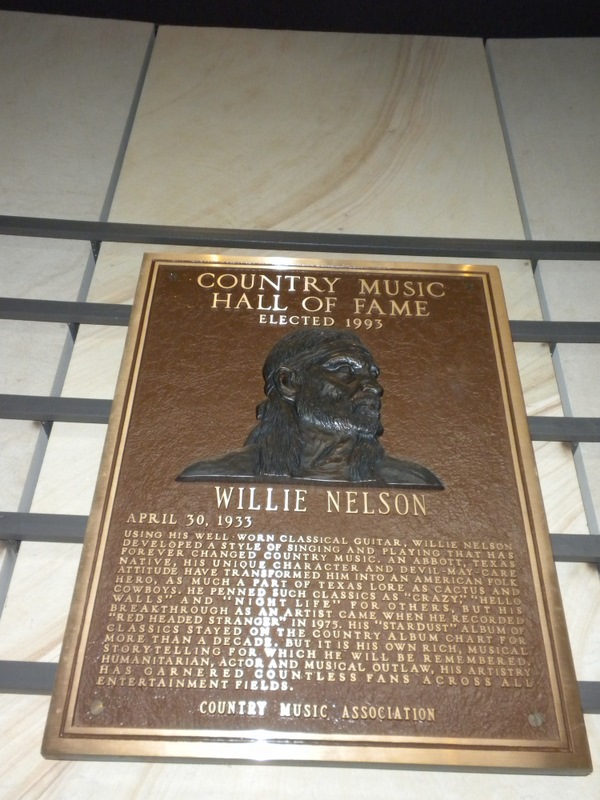 COUNTRY MUSIC
HALL OF FAME
ELECTED 1993
WILLIE NELSON
APRIL 30, 1933
USING HIS WELL-WORN CLASSICAL GUITAR, WILLIE NELSON
DEVELOPED A STYLE OF SINGING AND PLAYING THAT HAS
FOREVER CHANGED COUNTRY MUSIC. AN ABBOTT, TEXAS
NATIVE, HIS UNIQUE CHARACTER AND DEVIL-MAY-CARE
ATTITUDE HAVE TRANSFORMED HIM INTO AN AMERICAN FOLK
HERO, AS MUCH A PART OF TEXAS LORE AS CACTUS AND
COWBOYS. HE PENNED SUCH CLASSICS AS "CRAZY," "HELLO
WALLS" AND "NIGHT LIFE" FOR OTHERS, BUT HIS
BREAKTHROUGH AS AN ARTIST CAME WHEN HE RECORDED
"RED HEADED STRANGER" IN 1975. HIS "STARDUST" ALBUM OF
CLASSICS STAYED ON THE COUNTRY ALBUM CHART FOR
MORE THAN A DECADE. BUT IT IS HIS OWN RICH, MUSICAL
STORYTELLING FOR WHICH HE WILL BE REMEMBERED.
HUMANITARIAN, ACTOR AND MUSICAL OUTLAW, HIS ARTISTRY
HAS GARNERED COUNTLESS FANS ACROSS ALL
ENTERTAINMENT FIELDS.
COUNTRY MUSIC ASSOCIATION